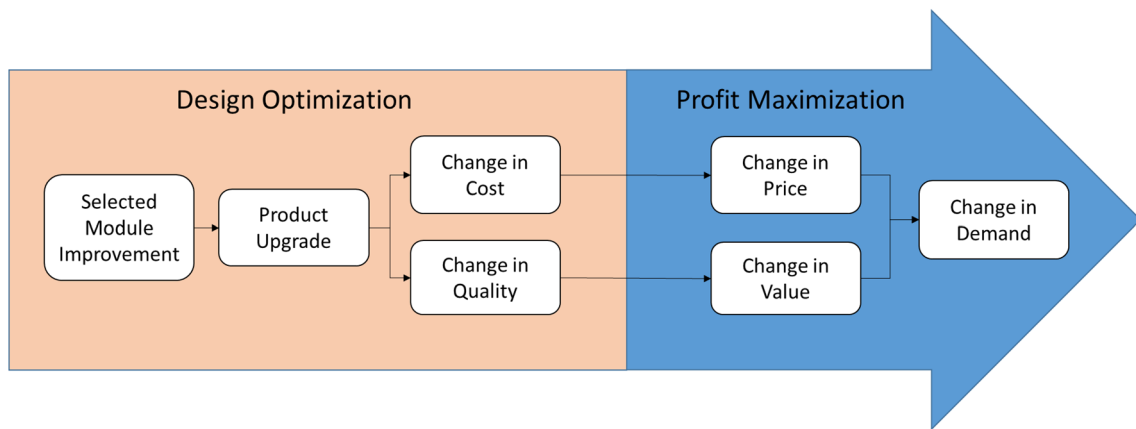 Design Optimization
Profit Maximization
Selected
Module
Improvement
Product
Upgrade
Change in
Cost
Change in
Quality
Change in
Price
Change in
Value
Change in
Demand